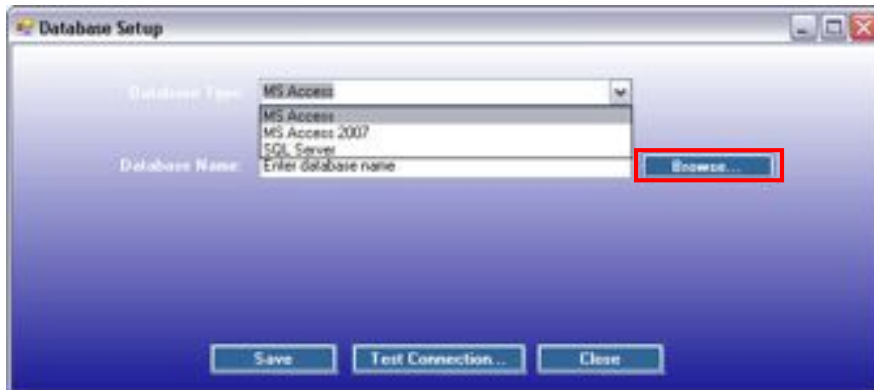 Database Setup
Database Type: MS Access
MS Access
MS Access 2007
SQL Server
Database Name: Enter database name Browse...
Save Test Connection... Close